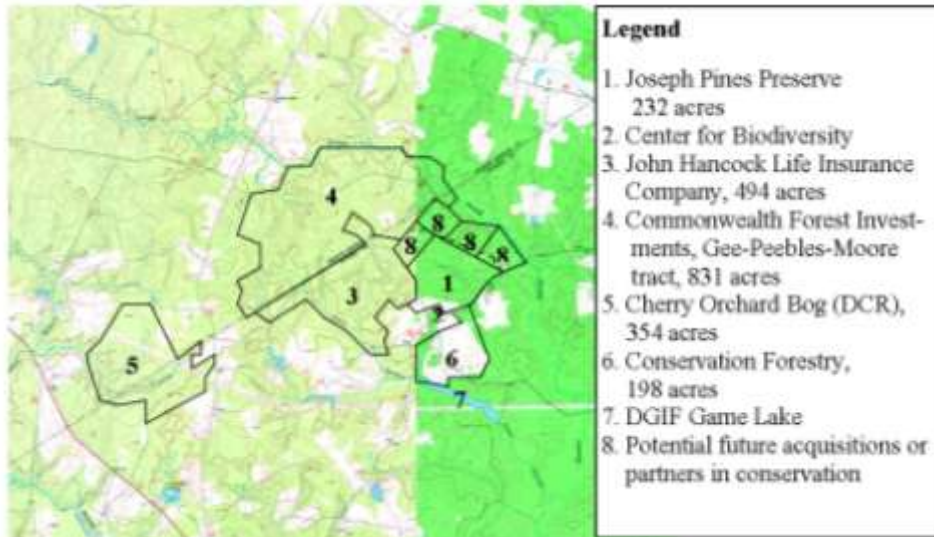 Legend
1. Joseph Pines Preserve
232 acres
2. Center for Biodiversity
3. John Hancock Life Insurance
Company, 494 acres
4. Commonwealth Forest Invest-
ments, Gee-Peebles-Moore
tract, 831 acres
5. Cherry Orchard Bog (DCR),
354 acres
6. Conservation Forestry,
198 acres
7. DGIF Game Lake
8. Potential future acquisitions or
partners in conservation
4
8
8
8
8
1
3
2
5
6
7